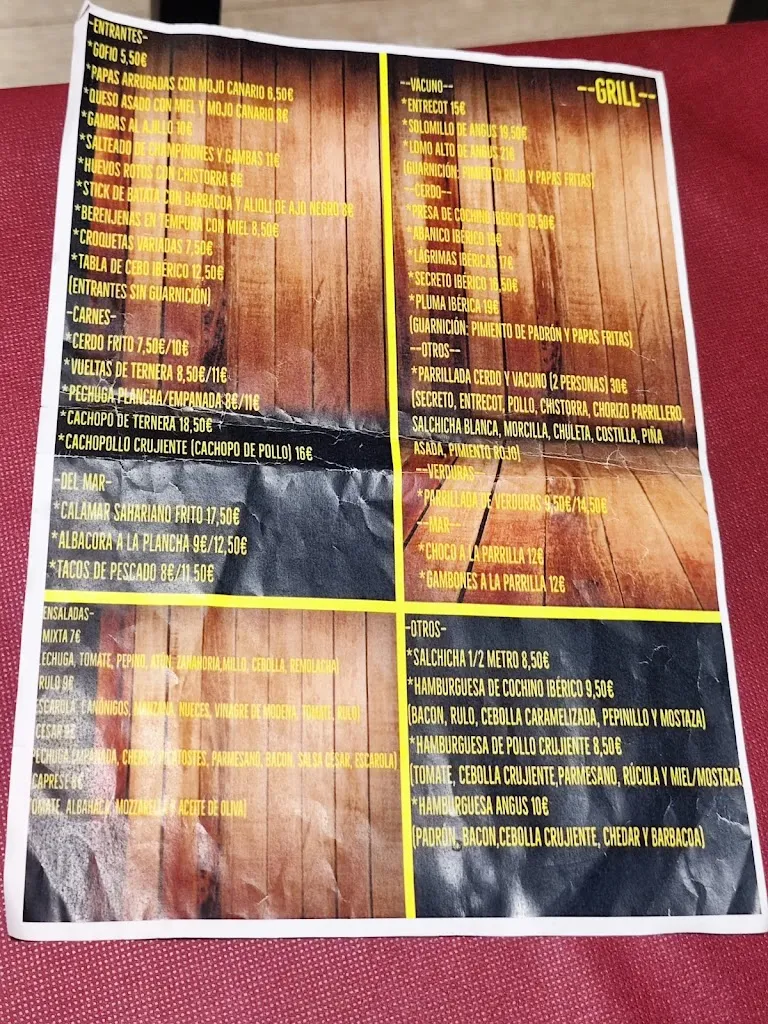 -ENTRANTES-
*GOFIO 5,50€
*PAPAS ARRUGADAS CON MOJO CANARIO 6,50€
*QUESO ASADO CON MIEL Y MOJO CANARIO 8€
*GAMBAS AL AJILLO 10€
*SALTEADO DE CHAMPIÑONES Y GAMBAS 11€
*HUEVOS ROTOS CON CHISTORRA 9€
*STICK DE BATATA CON BARBACOA Y ALIOLI DE AJO NEGRO 8€
*BERENJENAS EN TEMPURA CON MIEL 8,50€
*CROQUETAS VARIADAS 7,50€
*TABLA DE CEBO IBÉRICO 12,50€
(ENTRANTES SIN GUARNICIÓN)
-CARNES-
*CERDO FRITO 7,50€/10€
*VUELTAS DE TERNERA 8,50€/11€
*PECHUGA PLANCHA/EMPANADA 8€/11€
*CACHOPO DE TERNERA 18,50€
*CACHOPOLLO CRUJIENTE (CACHOPO DE POLLO) 16€
-DEL MAR-
*CALAMAR SAHARIANO FRITO 17,50€
*ALBACORA A LA PLANCHA 9€/12,50€
*TACOS DE PESCADO 8€/11,50€
ENSALADAS-
MIXTA 7€
LECHUGA, TOMATE, PEPINO, ATÚN, ZANAHORIA,MILLO, CEBOLLA, REMOLACHA)
RULO 9€
ESCAROLA, CANÓNIGOS, MANZANA, NUECES, VINAGRE DE MODENA, TOMATE, RULO)
CESAR
PECHUGA EMPANADA, CHERRY, PICATOSTES, PARMESANO, BACON, SALSA CESAR, ESCAROLA)
CAPRESE 8€
OMATE, ALBAHACA, MOZZARELLA Y ACEITE DE OLIVA)
--GRILL--
--VACUNO--
*ENTRECOT 15€
*SOLOMILLO DE ANGUS 19,50€
*LOMO ALTO DE ANGUS 21€
(GUARNICIÓN: PIMIENTO ROJO Y PAPAS FRITAS)
--CERDO--
*PRESA DE COCHINO IBÉRICO 19,50€
*ABANICO IBÉRICO 19€
*LÁGRIMAS IBÉRICAS 17€
*SECRETO IBÉRICO 16,50€
*PLUMA IBÉRICA 19€
(GUARNICIÓN: PIMIENTO DE PADRÓN Y PAPAS FRITAS)
--OTROS--
*PARRILLADA CERDO Y VACUNO (2 PERSONAS) 30€
(SECRETO, ENTRECOT, POLLO, CHISTORRA, CHORIZO PARRILLERO,
SALCHICHA BLANCA, MORCILLA, CHULETA, COSTILLA, PIÑA
ASADA, PIMIENTO ROJO)
--VERDURAS--
*PARRILLADA DE VERDURAS 9,50€/14,50€
--MAR--
*CHOCO A LA PARRILLA 12€
*GAMBONES A LA PARRILLA 12€
-OTROS-
*SALCHICHA 1/2 METRO 8,50€
*HAMBURGUESA DE COCHINO IBÉRICO 9,50€
(BACON, RULO, CEBOLLA CARAMELIZADA, PEPINILLO Y MOSTAZA)
*HAMBURGUESA DE POLLO CRUJIENTE 8,50€
(TOMATE, CEBOLLA CRUJIENTE,PARMESANO, RÚCULA Y MIEL/MOSTAZA
*HAMBURGUESA ANGUS 10€
(PADRÓN, BACON,CEBOLLA CRUJIENTE, CHEDAR Y BARBACOA)